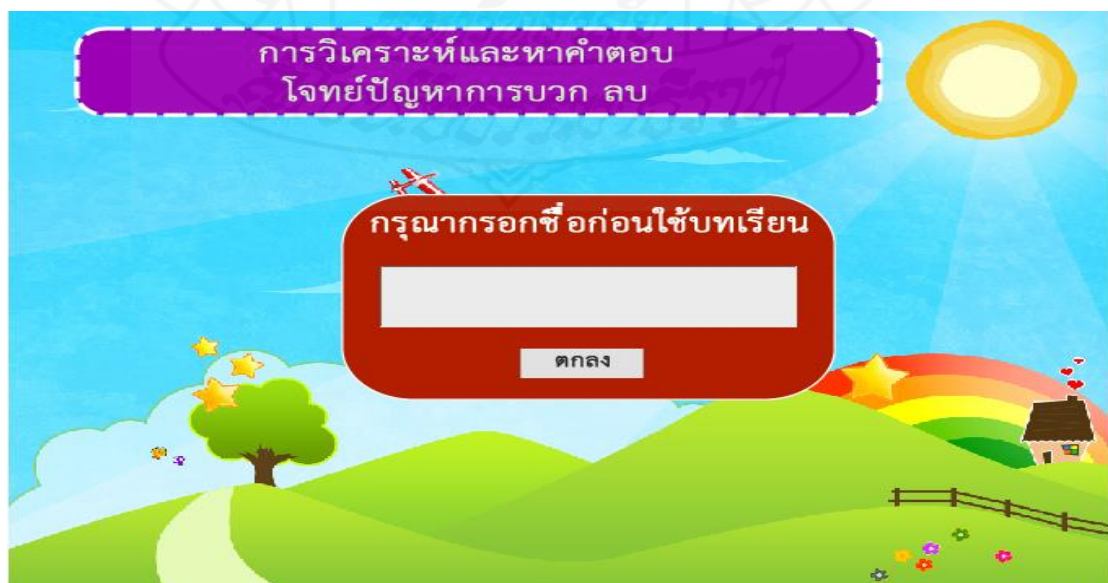 การวิเคราะห์และหาคำตอบ
โจทย์ปัญหาการบวก ลบ
กรุณากรอกชื่อก่อนใช้บทเรียน
ตกลง